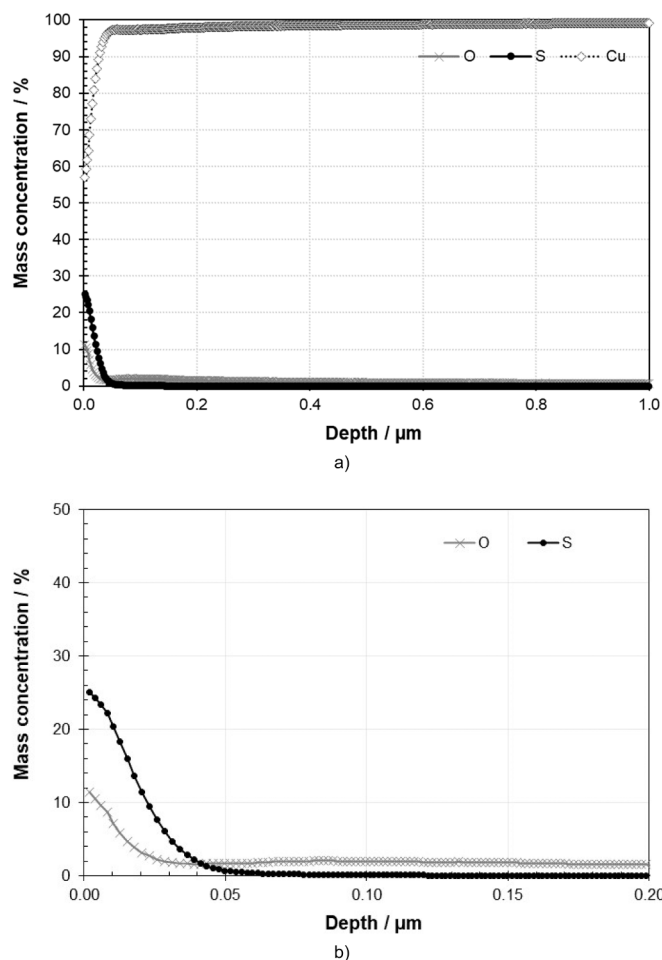 100
90
80
70
60
50
40
30
20
10
0
Mass concentration / %
O S Cu
0.0 0.2 0.4 0.6 0.8 1.0
Depth / µm
a)
50
40
30
20
10
0
Mass concentration / %
O S
0.00 0.05 0.10 0.15 0.20
Depth / µm
b)